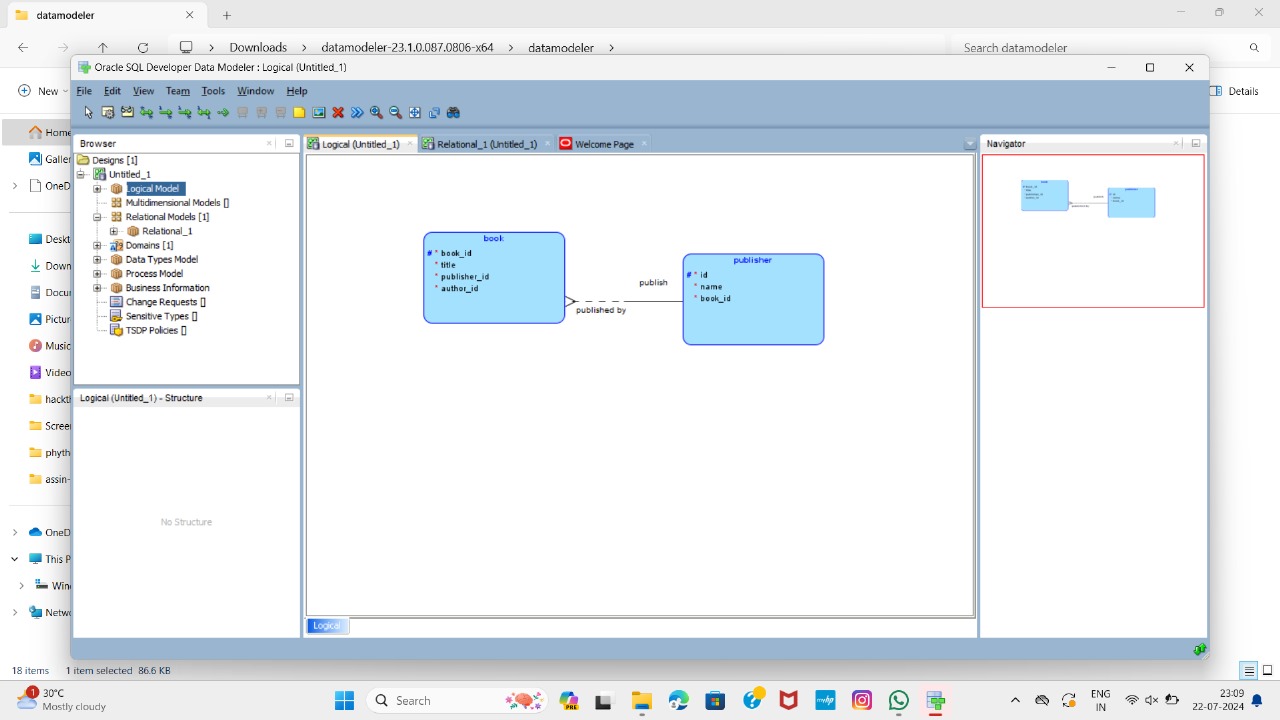 datamodeler
Downloads
datamodeler-23.1.0.087.0806-x64
datamodeler
Search datamodeler
New
Details
Home
Galler
OneD
Deskt
Down
Docur
Pictur
Music
Video
hackt
Scree
phyth
assin-
OneD
This P
Wind
Netw
18 items
1 item selected 86.6 KB
Oracle SQL Developer Data Modeler : Logical (Untitled_1)
File Edit View Team Tools Window Help
Browser
Designs [1]
Untitled_1
Logical Model
Multidimensional Models []
Relational Models [1]
Relational_1
Domains [1]
Data Types Model
Process Model
Business Information
Change Requests []
Sensitive Types []
TSDP Policies []
Logical (Untitled_1) - Structure
No Structure
Logical (Untitled_1)
Relational_1 (Untitled_1)
Welcome Page
book
# * book_id
* title
* publisher_id
* author_id
publish
published by
publisher
# * id
* name
* book_id
Logical
Navigator
1
30°C
Mostly cloudy
Search
PRE
ENG
IN
23:09
22-07-2024